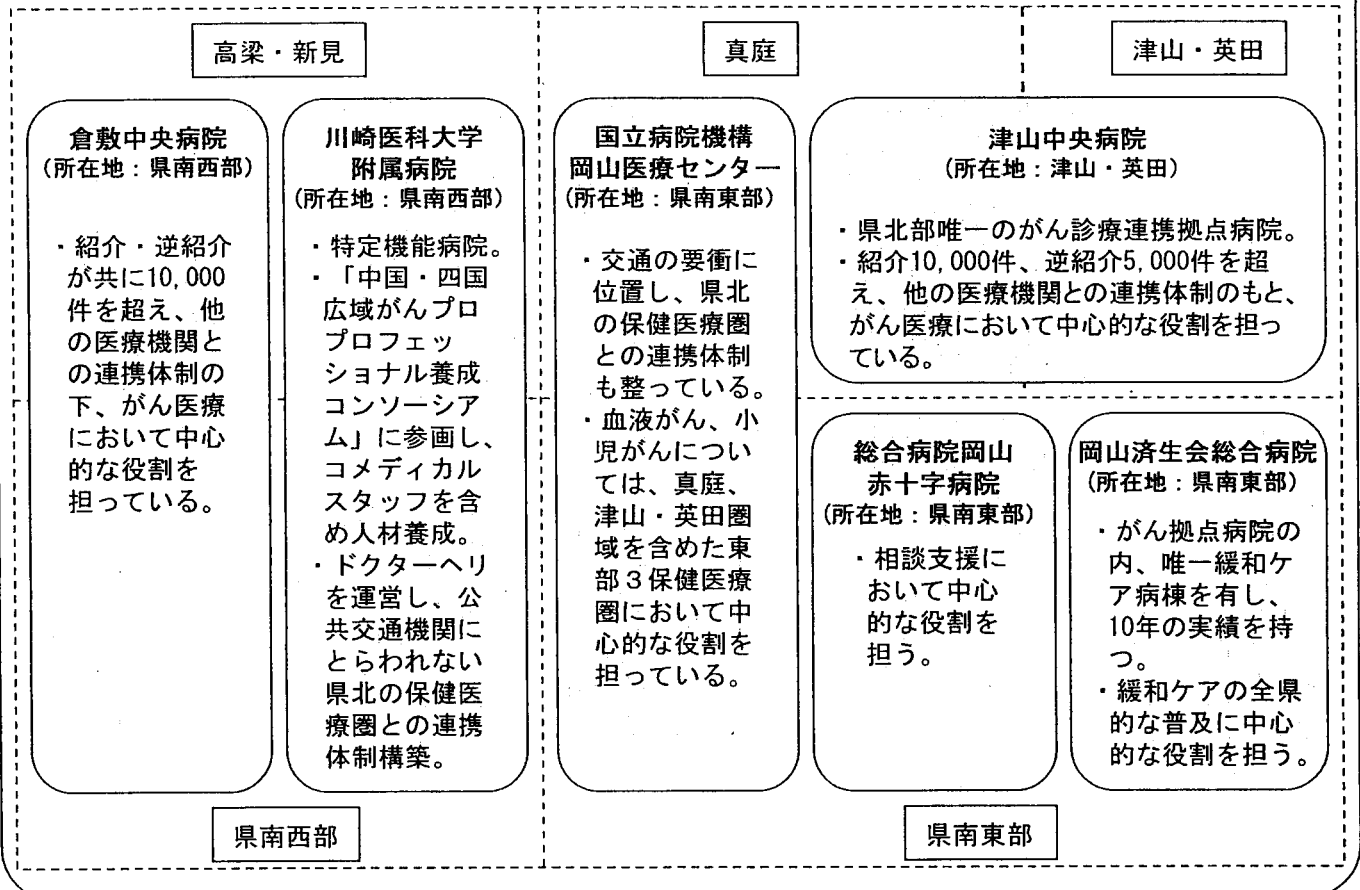 高梁・新見
真庭
津山・英田
倉敷中央病院
(所在地：県南西部)
・紹介・逆紹介
が共に10,000
件を超え、他
の医療機関と
の連携体制の
下、がん医療
において中心
的な役割を
担っている。
川崎医科大学
附属病院
(所在地：県南西部)
・特定機能病院。
・「中国・四国
広域がんプロ
プロフェッ
ショナル養成
コンソーシア
ム」に参画し、
コメディカル
スタッフを含
め人材養成。
・ドクターヘリ
を運営し、公
共交通機関に
とらわれない
県北の保健医
療圏との連携
体制構築。
国立病院機構
岡山医療センター
(所在地：県南東部)
・交通の要衝に
位置し、県北
の保健医療圏
との連携体制
も整っている。
・血液がん、小
児がんについ
ては、真庭、
津山・英田圏
域を含めた東
部３保健医療
圏において中
心的な役割を
担っている。
津山中央病院
(所在地：津山・英田)
・県北部唯一のがん診療連携拠点病院。
・紹介10,000件、逆紹介5,000件を超
え、他の医療機関との連携体制のもと、
がん医療において中心的な役割を担っ
ている。
総合病院岡山
赤十字病院
(所在地：県南東部)
・相談支援に
おいて中心
的な役割を
担う。
岡山済生会総合病院
(所在地：県南東部)
・がん拠点病院の
内、唯一緩和ケ
ア病棟を有し、
10年の実績を持
つ。
・緩和ケアの全県
的な普及に中心
的な役割を担う。
県南西部
県南東部